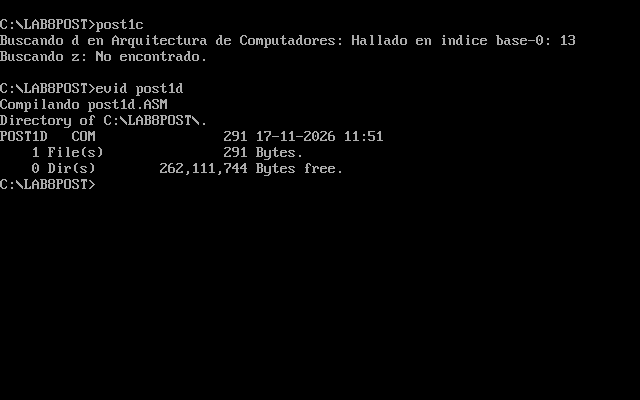 C:\LAB8POST>post1c
Buscando d en Arquitectura de Computadores: Hallado en indice base-0: 13
Buscando z: No encontrado.
C:\LAB8POST>evid post1d
Compilando post1d.ASM
Directory of C:\LAB8POST\.
POST1D   COM                291 17-11-2026 11:51
    1 File(s)               291 Bytes.
    0 Dir(s)       262,111,744 Bytes free.
C:\LAB8POST>